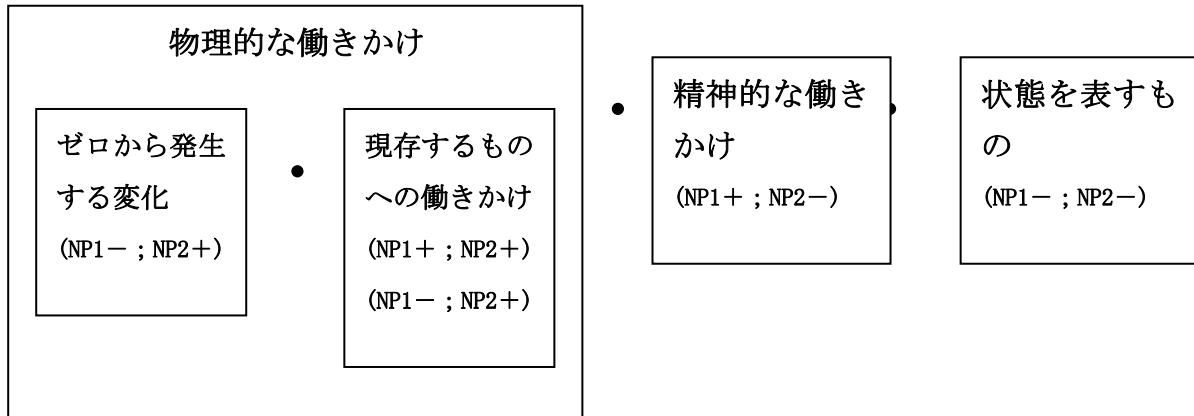 物理的な働きかけ
ゼロから発生
する変化
(NP1－；NP2＋)
•
現存するもの
への働きかけ
(NP1＋；NP2＋)
(NP1－；NP2＋)
•
精神的な働き
かけ
(NP1＋；NP2－)
•
状態を表すも
の
(NP1－；NP2－)